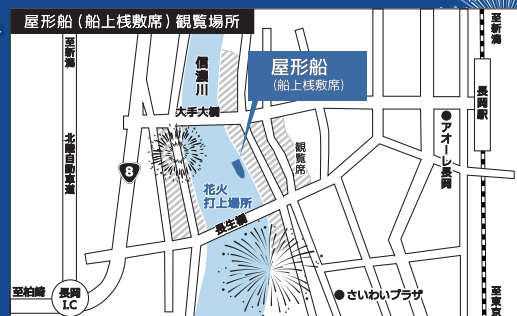 屋形船（船上桟敷席）観覧場所
至新潟
至新潟
信濃川
屋形船
（船上桟敷席）
長岡駅
大手大橋
アオーレ長岡
北陸自動車道
観覧席
8
花火
打上場所
長生橋
至柏崎
長岡
I.C
さいわいプラザ
至東京